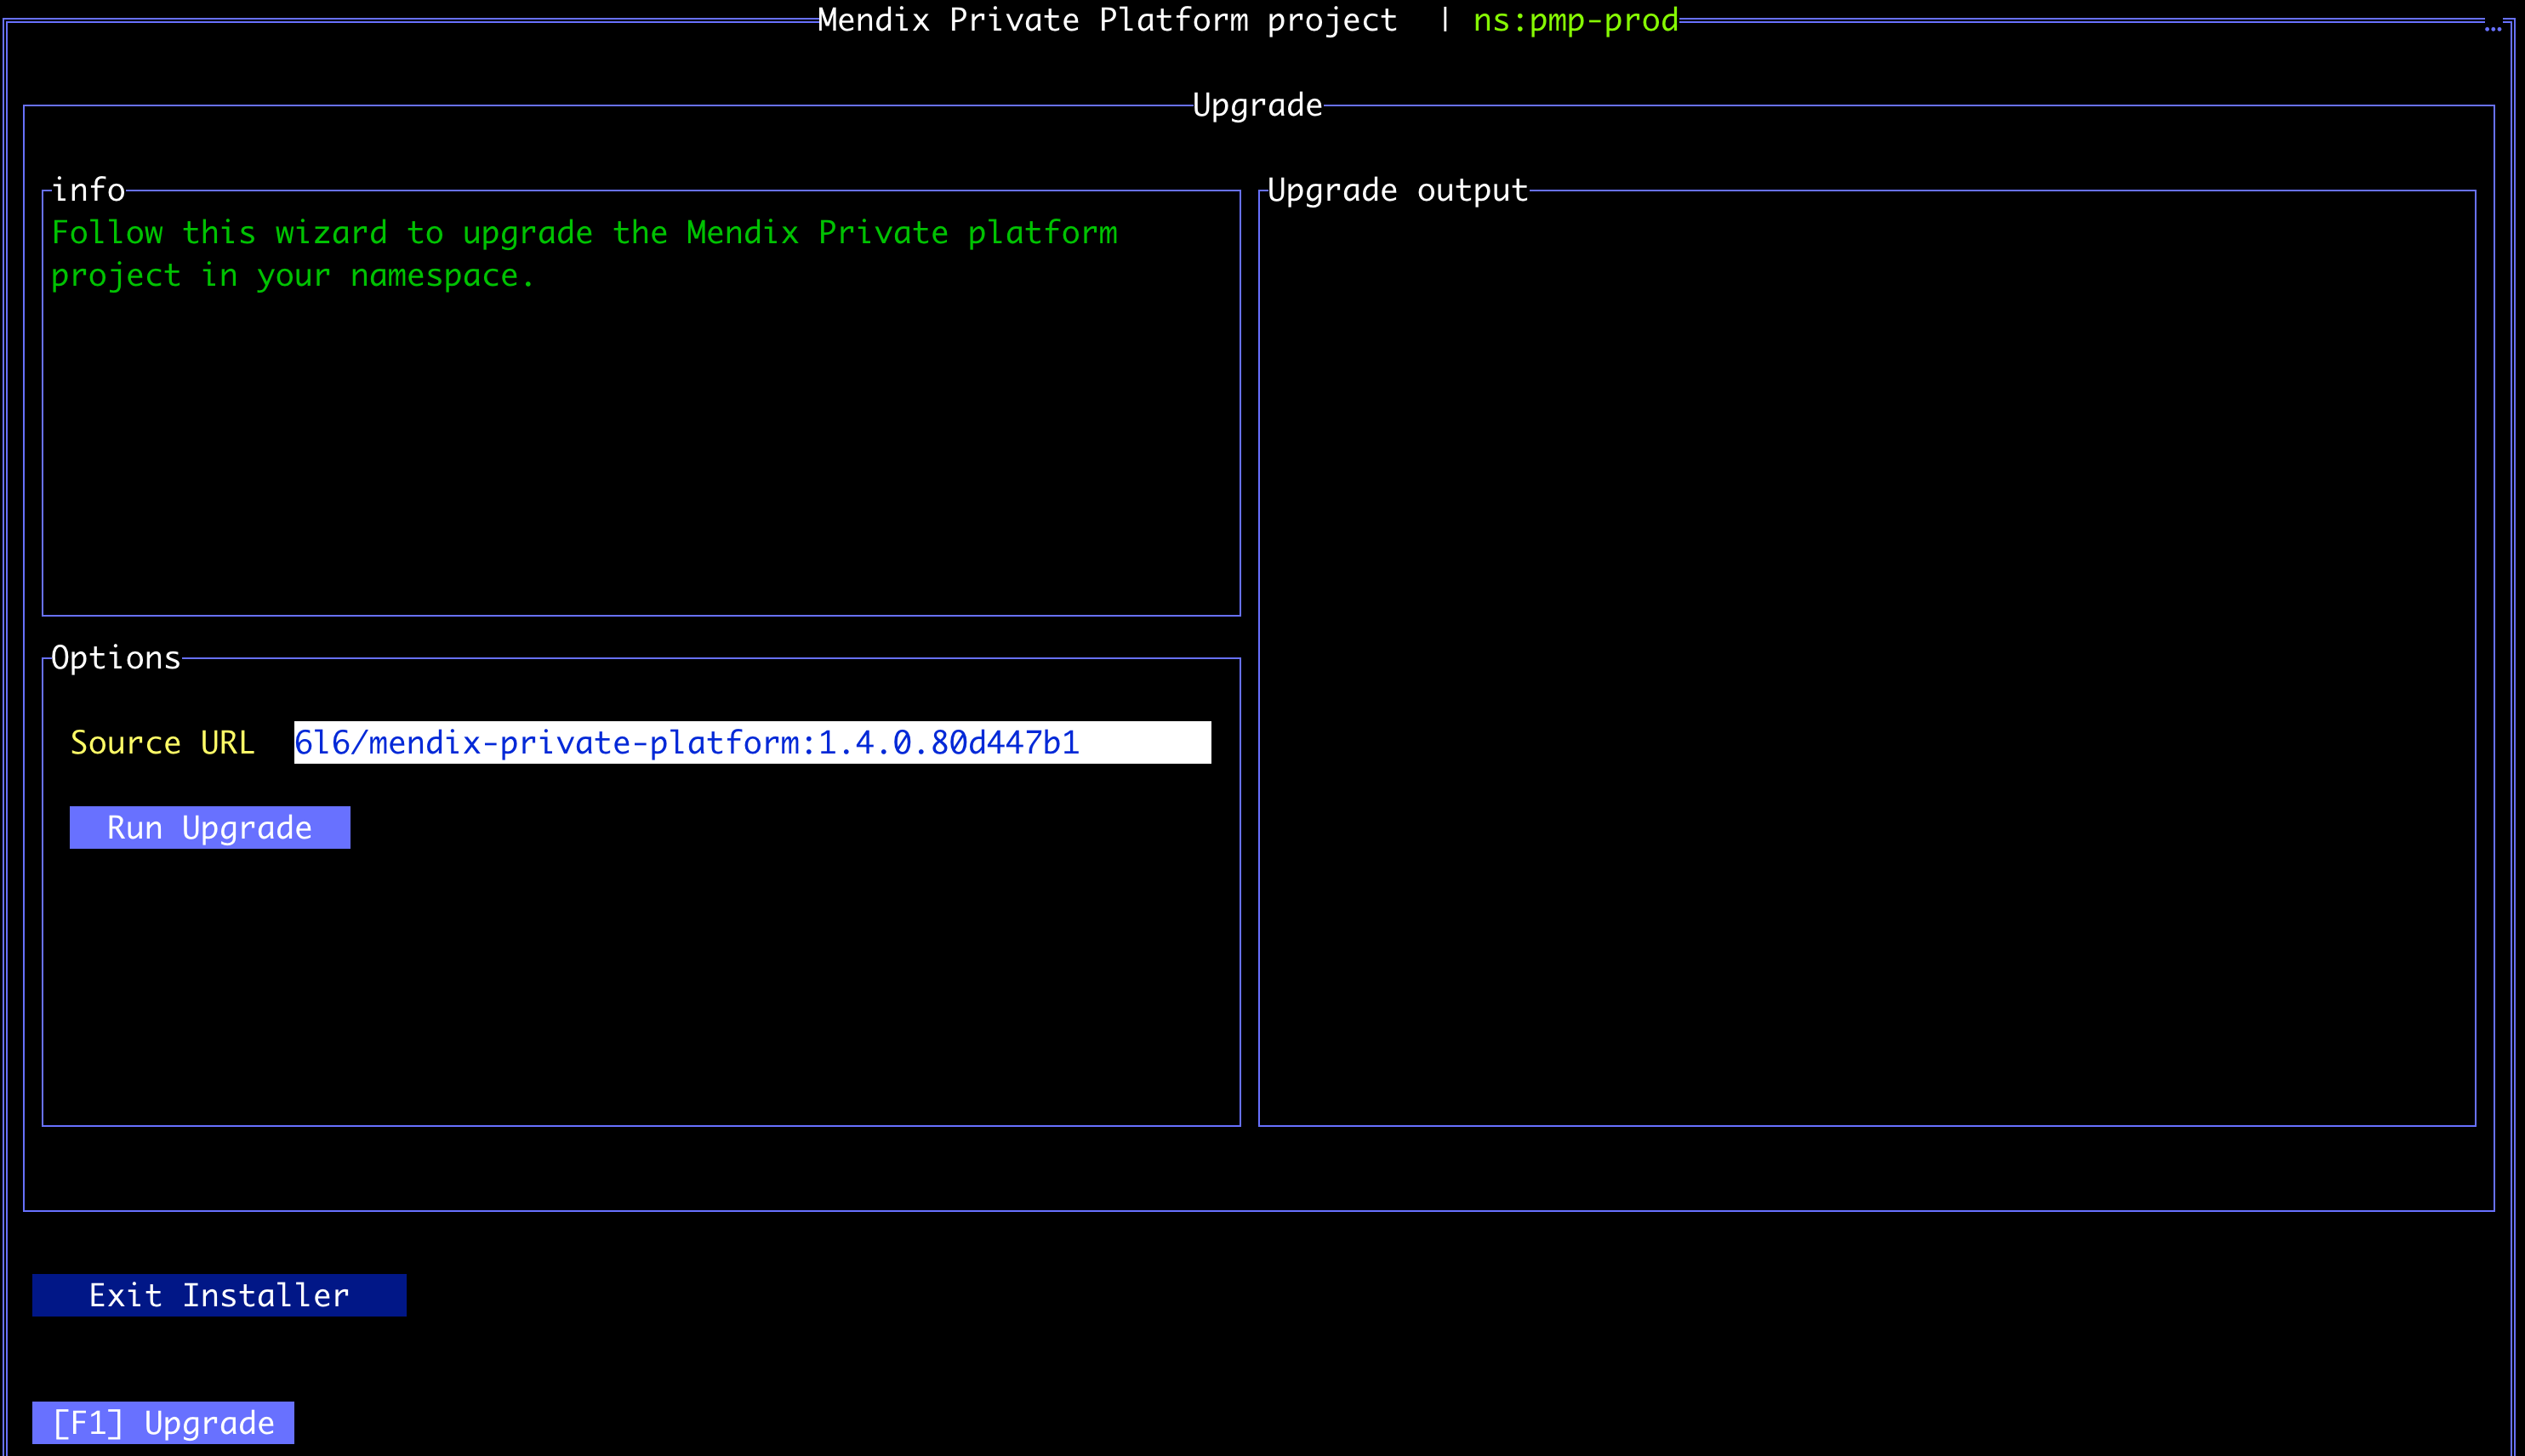 Mendix Private Platform project | ns:pmp-prod …
Upgrade
info
Follow this wizard to upgrade the Mendix Private platform
project in your namespace.
Upgrade output
Options
Source URL 6l6/mendix-private-platform:1.4.0.80d447b1
Run Upgrade
Exit Installer
[F1] Upgrade